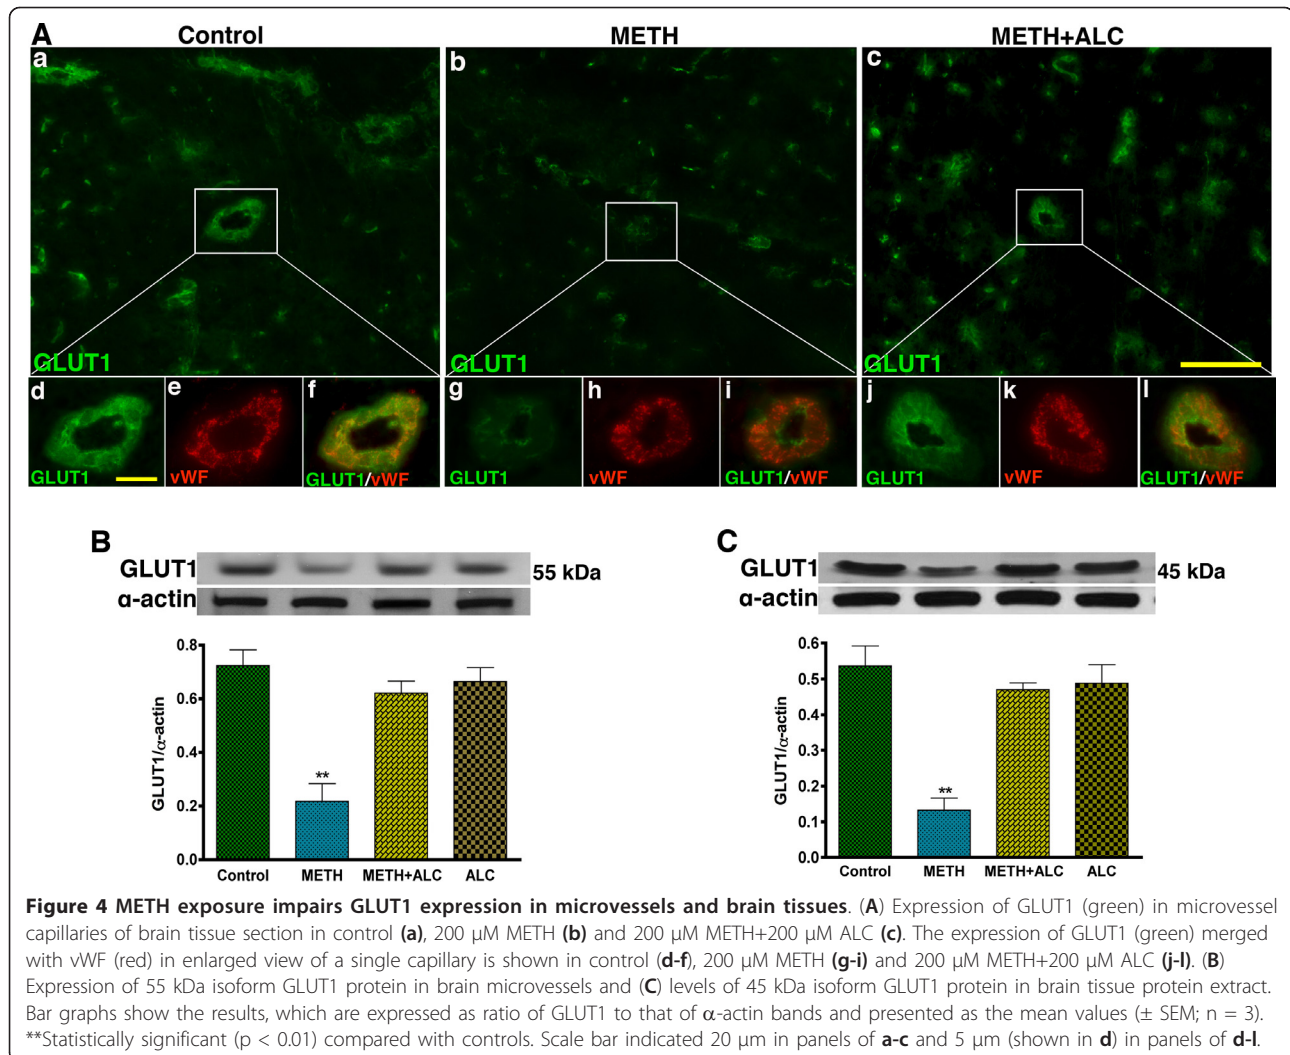 A
Control
METH
METH+ALC
a
b
c
GLUT1
GLUT1
GLUT1
d
e
f
g
h
i
j
k
l
GLUT1
vWF
GLUT1/vWF
GLUT1
vWF
GLUT1/vWF
GLUT1
vWF
GLUT1/vWF
B
GLUT1
55 kDa
α-actin
GLUT1/α-actin
0.8
0.6
0.4
0.2
0.0
**
Control
METH
METH+ALC
ALC
C
GLUT1
45 kDa
α-actin
GLUT1/α-actin
0.6
0.5
0.4
0.3
0.2
0.1
0.0
**
Control
METH
METH+ALC
ALC
Figure 4 METH exposure impairs GLUT1 expression in microvessels and brain tissues. (A) Expression of GLUT1 (green) in microvessel
capillaries of brain tissue section in control (a), 200 μM METH (b) and 200 μM METH+200 μM ALC (c). The expression of GLUT1 (green) merged
with vWF (red) in enlarged view of a single capillary is shown in control (d-f), 200 μM METH (g-i) and 200 μM METH+200 μM ALC (j-l). (B)
Expression of 55 kDa isoform GLUT1 protein in brain microvessels and (C) levels of 45 kDa isoform GLUT1 protein in brain tissue protein extract.
Bar graphs show the results, which are expressed as ratio of GLUT1 to that of α-actin bands and presented as the mean values (± SEM; n = 3).
**Statistically significant (p < 0.01) compared with controls. Scale bar indicated 20 μm in panels of a-c and 5 μm (shown in d) in panels of d-l.